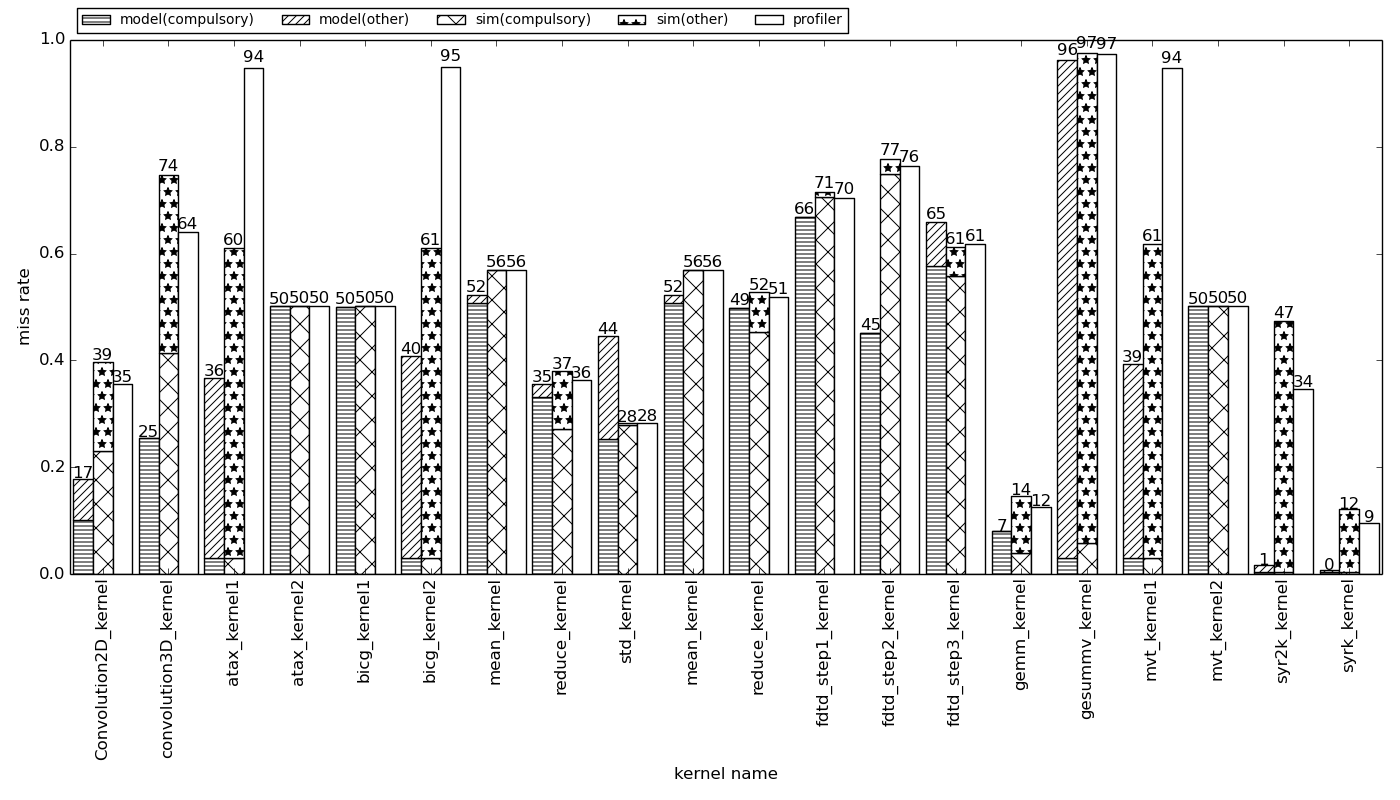 model(compulsory) model(other) sim(compulsory) sim(other) profiler
1.0
0.8
0.6
0.4
0.2
0.0
miss rate
17 39 35
25 74 64
36 60 94
50 50 50
50 50 50
40 61 95
52 56 56
35 37 36
44 28 28
52 56 56
49 52 51
66 71 70
45 77 76
65 61 61
7 14 12
96 97 97
39 61 94
50 50 50
1 47 34
0 12 9
Convolution2D_kernel
convolution3D_kernel
atax_kernel1
atax_kernel2
bicg_kernel1
bicg_kernel2
mean_kernel
reduce_kernel
std_kernel
mean_kernel
reduce_kernel
fdtd_step1_kernel
fdtd_step2_kernel
fdtd_step3_kernel
gemm_kernel
gesummv_kernel
mvt_kernel1
mvt_kernel2
syr2k_kernel
syrk_kernel
kernel name